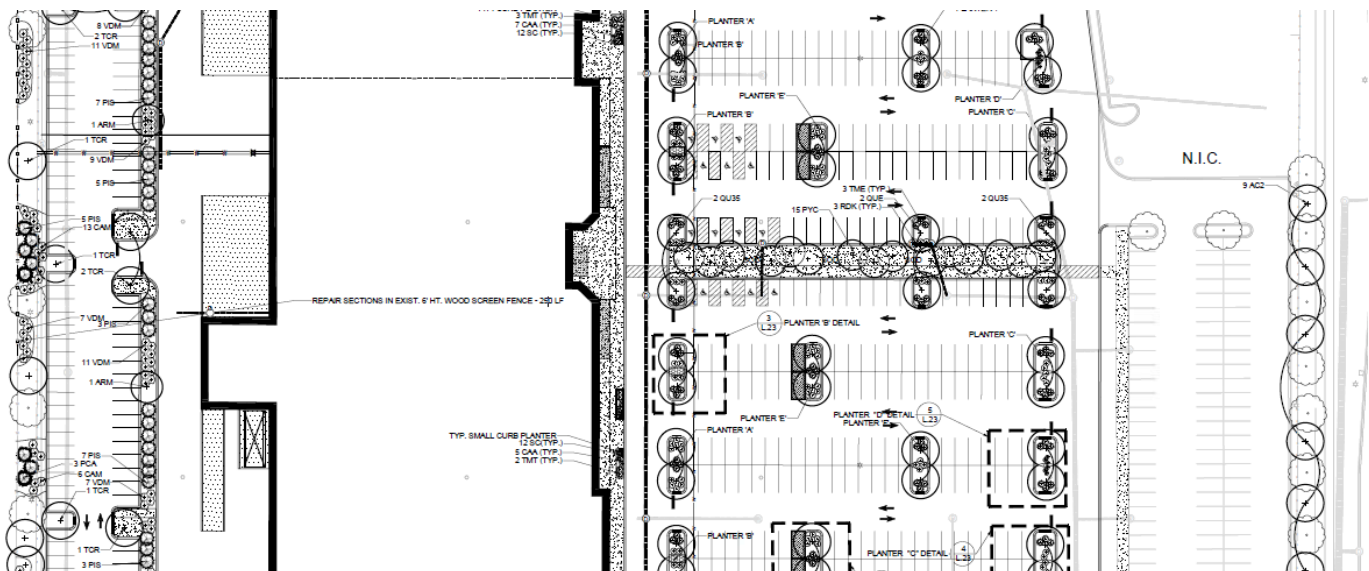 8 VDM
2 TCR
11 VDM
7 PIS
1 ARM
1 TCR
9 VDM
5 PIS
5 PIS
13 CAM
1 TCR
2 TCR
7 VDM
3 PIS
11 VDM
1 ARM
7 PIS
3 PCA
5 CAM
7 VDM
1 TCR
1 TCR
3 PIS
3 TMT (TYP.)
7 CAA (TYP.)
12 SC (TYP.)
REPAIR SECTIONS IN EXIST. 6' HT. WOOD SCREEN FENCE - 250 LF
TYP. SMALL CURB PLANTER
12 SC(TYP.)
5 CAA (TYP.)
2 TMT (TYP.)
PLANTER 'A'
PLANTER 'B'
PLANTER 'E'
PLANTER 'D'
PLANTER 'B'
PLANTER 'C'
2 QU35
15 PYC
3 TME (TYP.)
2 QUE
3 RDK (TYP.)
2 QU35
3
L.23
PLANTER 'B' DETAIL
PLANTER 'C'
PLANTER 'E'
PLANTER 'A'
PLANTER "D" DETAIL
PLANTER 'E'
5
L.23
PLANTER 'B'
PLANTER "C" DETAIL
4
L.23
N.I.C.
9 AC2